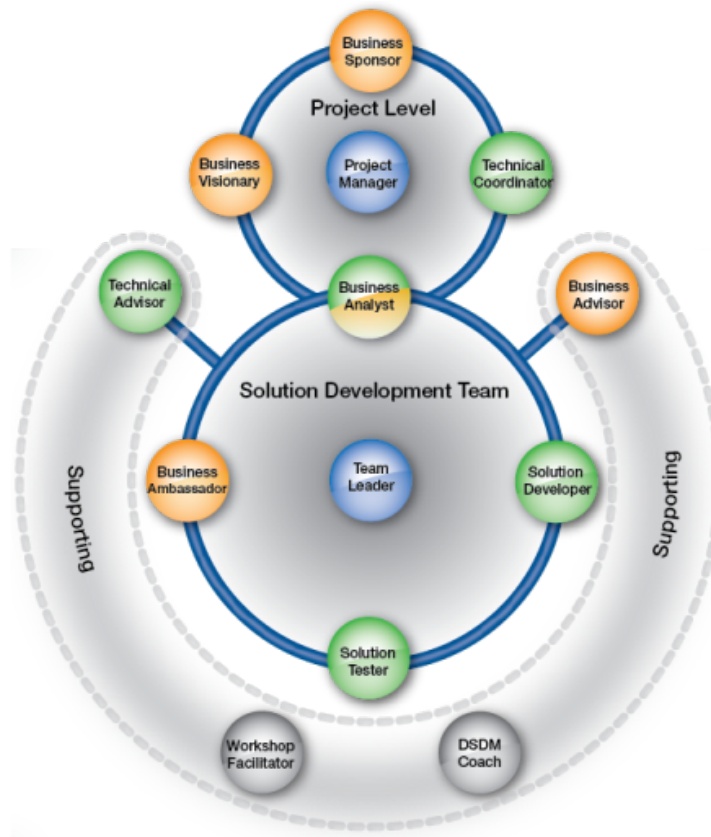 Business
Sponsor
Project Level
Business
Visionary
Project
Manager
Technical
Coordinator
Technical
Advisor
Business
Analyst
Business
Advisor
Solution Development Team
Business
Ambassador
Team
Leader
Solution
Developer
Supporting
Supporting
Solution
Tester
Workshop
Facilitator
DSDM
Coach